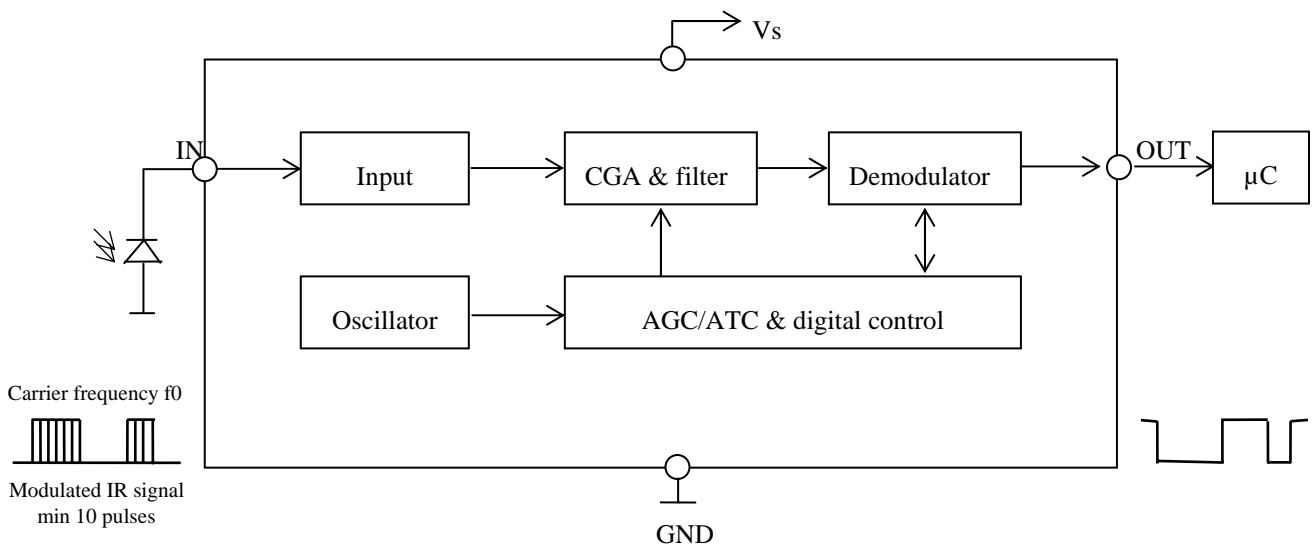 Vs
IN
OUT
Input
CGA & filter
Demodulator
µC
Oscillator
AGC/ATC & digital control
Carrier frequency f0
Modulated IR signal
min 10 pulses
GND